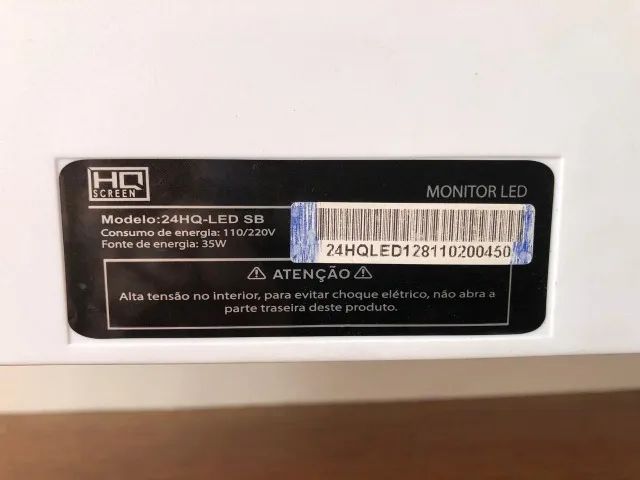 HQ
SCREEN
MONITOR LED
Modelo:24HQ-LED SB
Consumo de energia: 110/220V
Fonte de energia: 35W
24HQLED128110200450
ATENÇÃO
Alta tensão no interior, para evitar choque elétrico, não abra a
parte traseira deste produto.